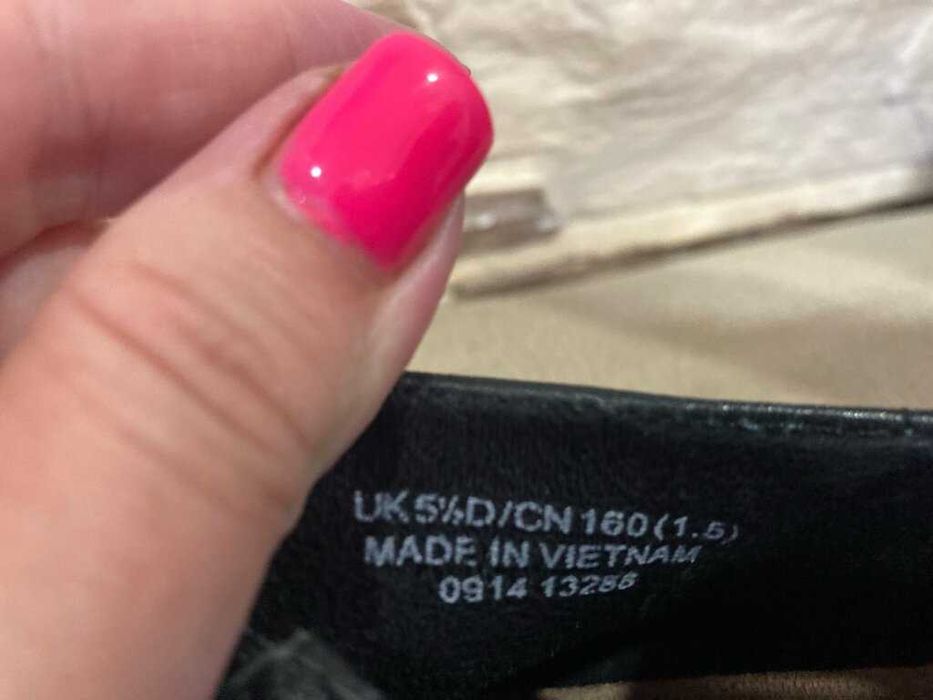 UK 5½D/CN 160(1.5)
MADE IN VIETNAM
0914 13286